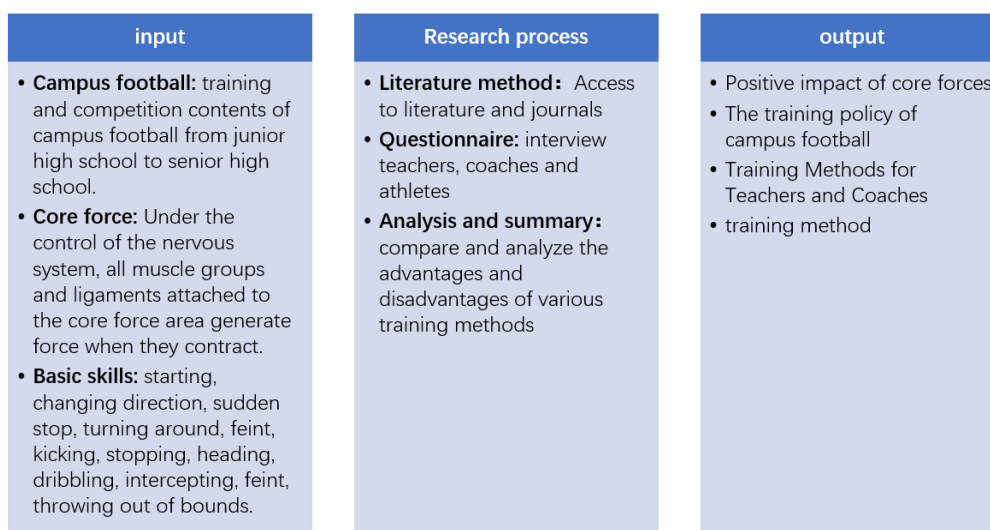 input
• Campus football: training
and competition contents of
campus football from junior
high school to senior high
school.
• Core force: Under the
control of the nervous
system, all muscle groups
and ligaments attached to
the core force area generate
force when they contract.
• Basic skills: starting,
changing direction, sudden
stop, turning around, feint,
kicking, stopping, heading,
dribbling, intercepting, feint,
throwing out of bounds.
Research process
• Literature method：Access
to literature and journals
• Questionnaire: interview
teachers, coaches and
athletes
• Analysis and summary：
compare and analyze the
advantages and
disadvantages of various
training methods
output
• Positive impact of core forces
• The training policy of
campus football
• Training Methods for
Teachers and Coaches
• training method